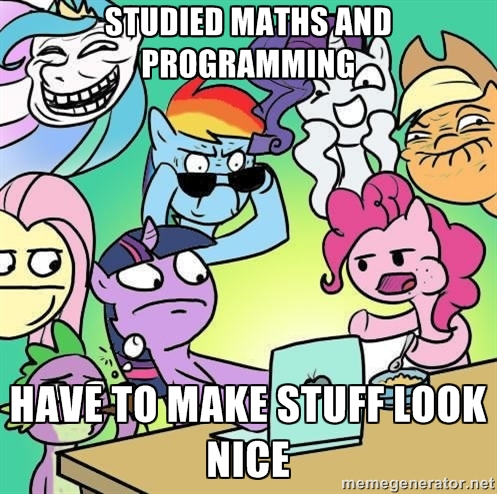 STUDIED MATHS AND
PROGRAMMING
HAVE TO MAKE STUFF LOOK
NICE
memegenerator.net